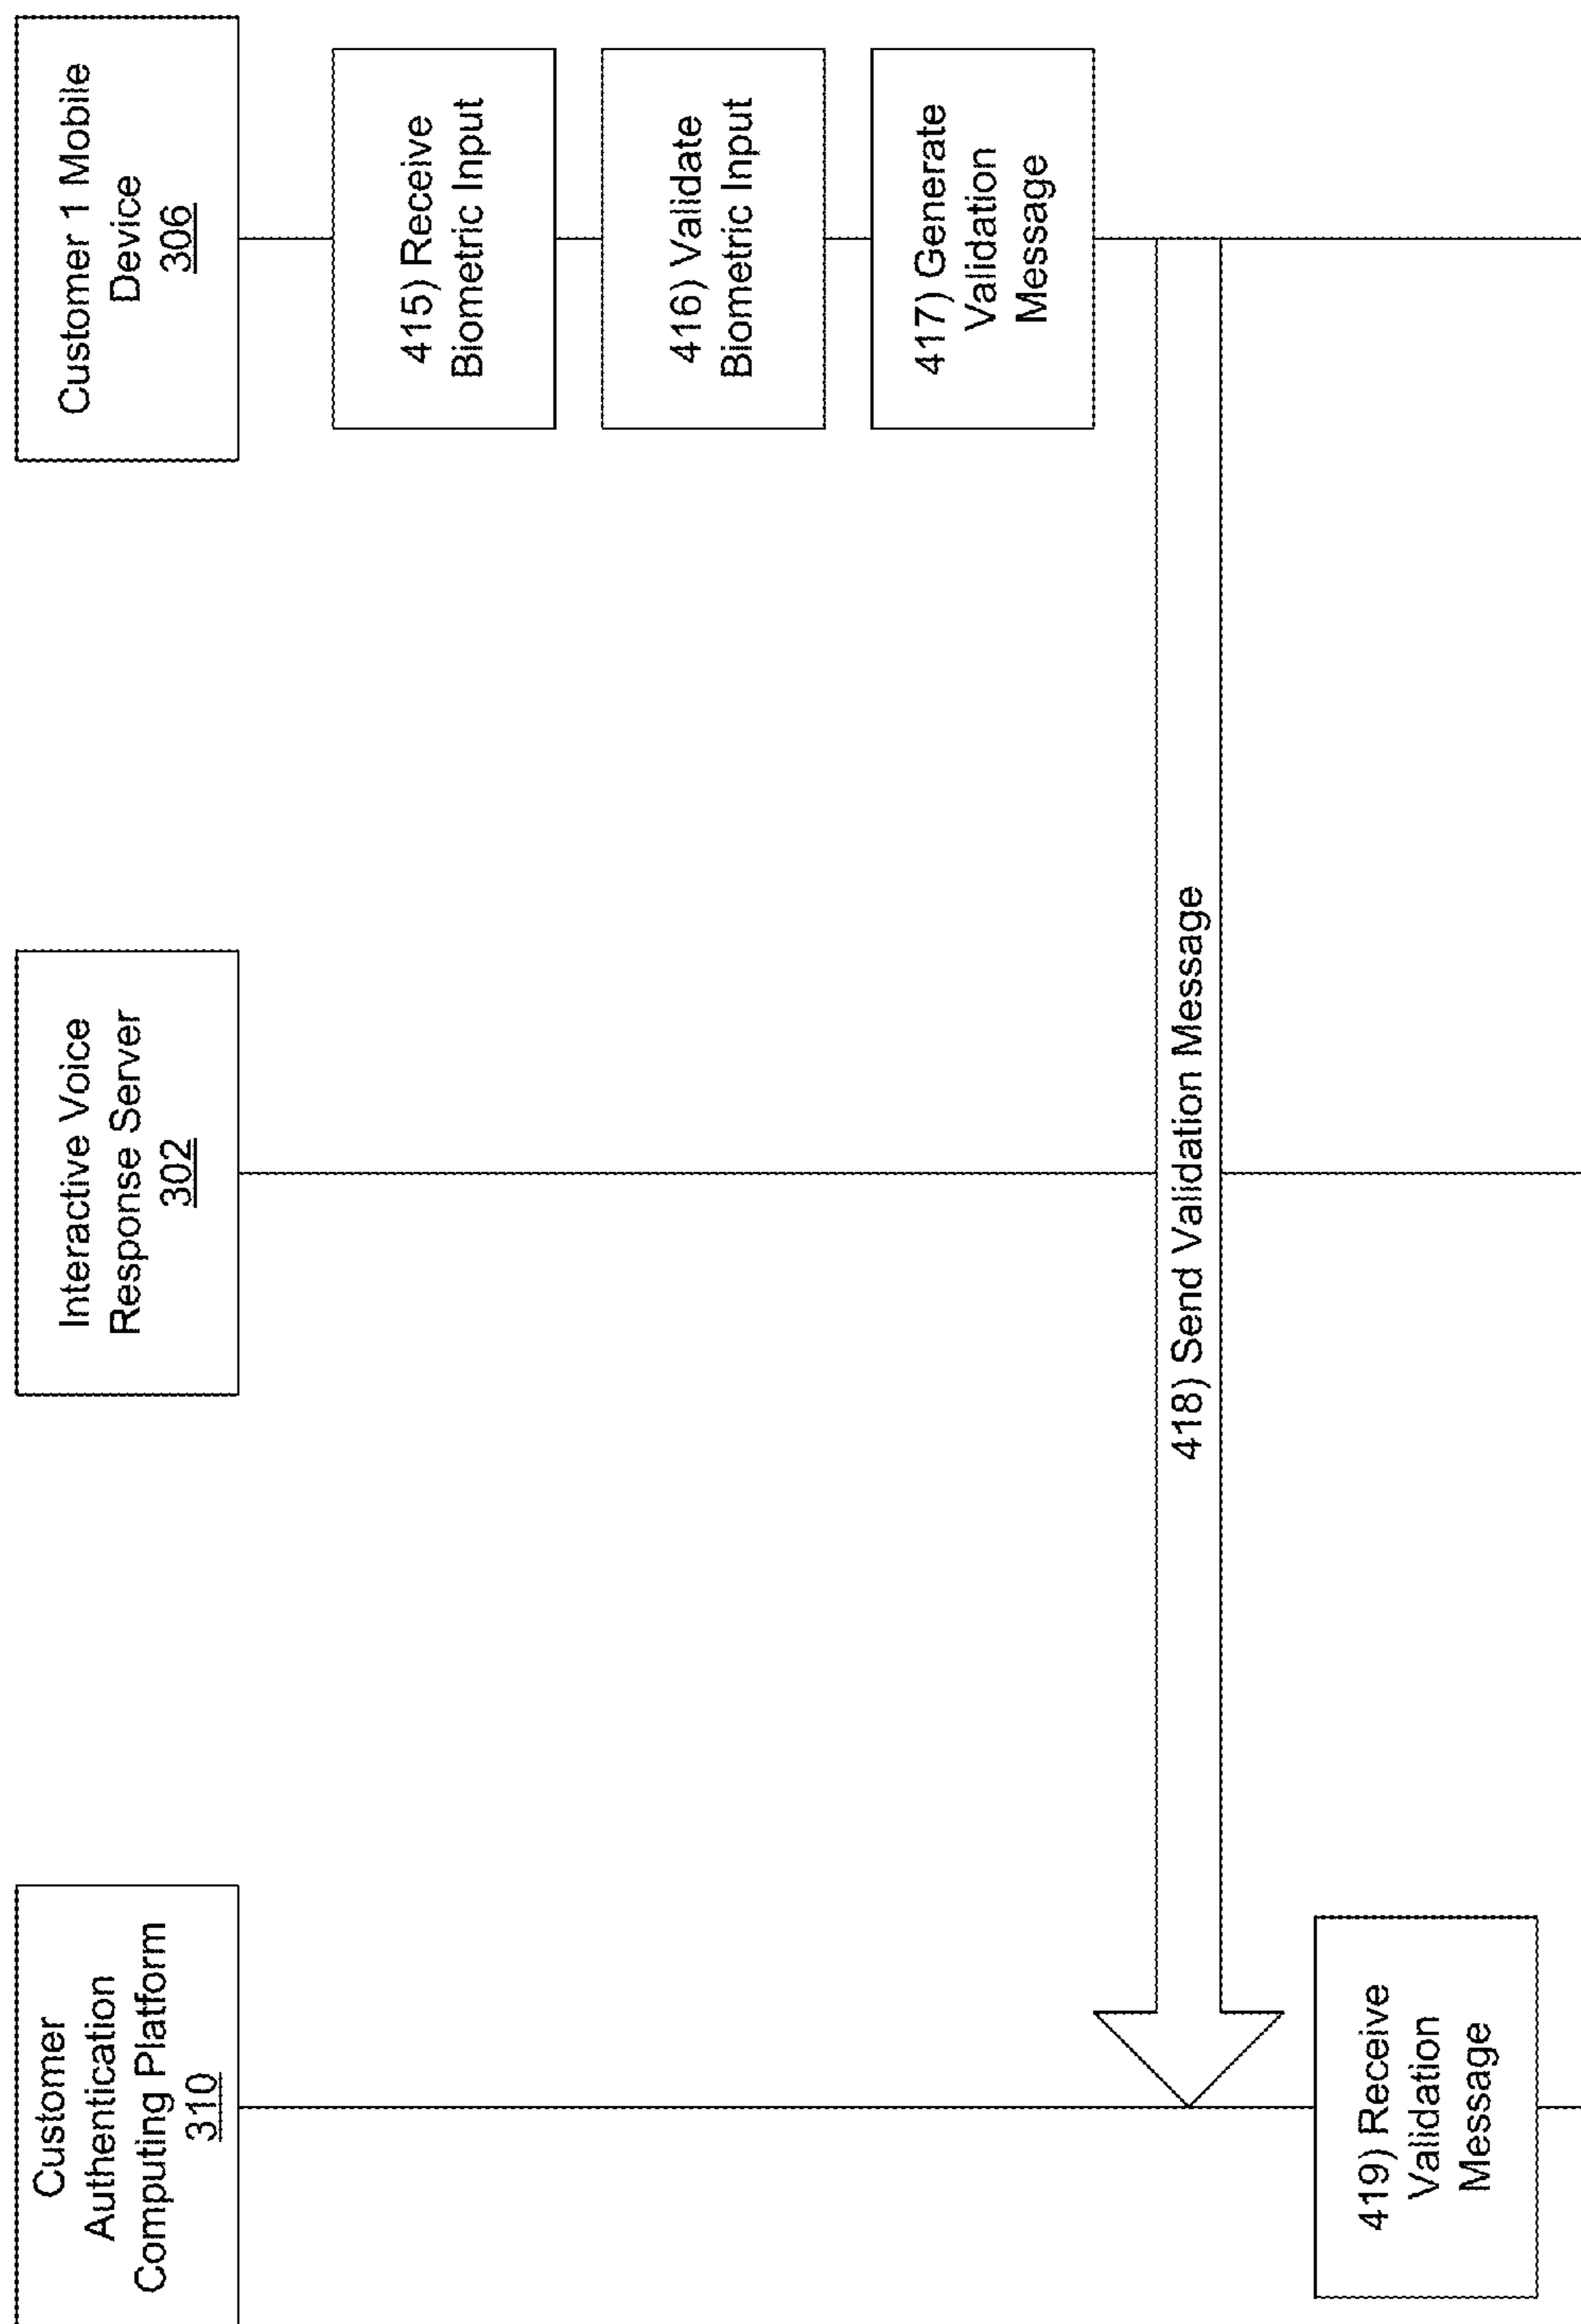 Customer
Authentication
Computing Platform
310
Interactive Voice
Response Server
302
Customer 1 Mobile
Device
306
415) Receive
Biometric Input
416) Validate
Biometric Input
417) Generate
Validation
Message
418) Send Validation Message
419) Receive
Validation
Message